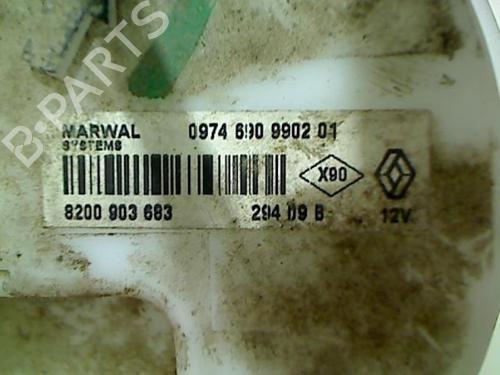 B-PARTS
MARWAL 0974 690 9902 01
SYSTEMS
X90
8200 903 683 294 09 B 12V